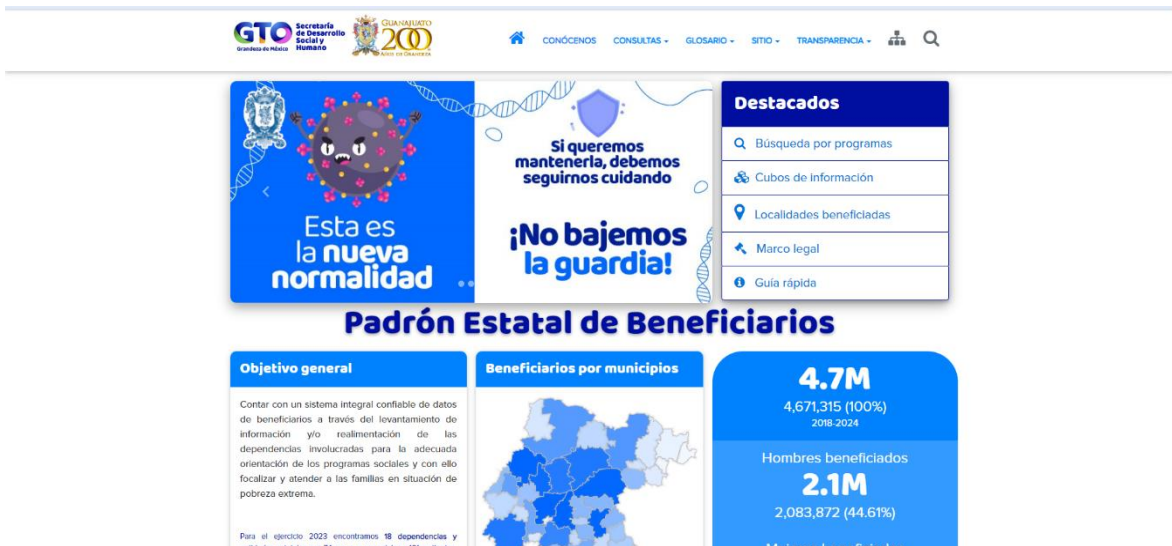 GTO
Grandeza de México
Secretaría
de Desarrollo
Social y
Humano
GUANAJUATO
200
AÑOS DE GRANDEZA
CONÓCENOS
CONSULTAS
GLOSARIO
SITIO
TRANSPARENCIA
Esta es
la nueva
normalidad
Si queremos
mantenerla, debemos
seguirnos cuidando
¡No bajemos
la guardia!
Destacados
Búsqueda por programas
Cubos de información
Localidades beneficiadas
Marco legal
Guía rápida
Padrón Estatal de Beneficiarios
Objetivo general
Contar con un sistema integral confiable de datos
de beneficiarios a través del levantamiento de
información y/o realimentación de las
dependencias involucradas para la adecuada
orientación de los programas sociales y con ello
focalizar y atender a las familias en situación de
pobreza extrema.
Para el ejercicio 2023 encontramos 18 dependencias y
Beneficiarios por municipios
4.7M
4,671,315 (100%)
2018-2024
Hombres beneficiados
2.1M
2,083,872 (44.61%)